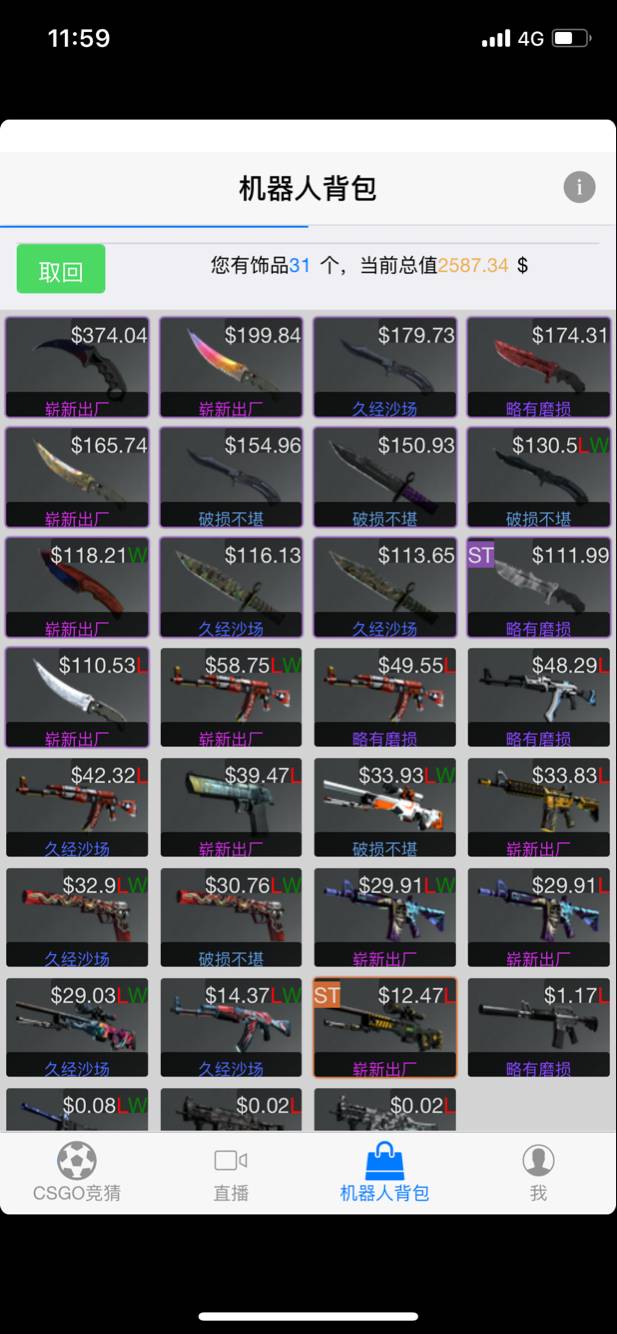 11:59
4G
机器人背包
i
取回
您有饰品31 个，当前总值2587.34 $
$374.04
$199.84
$179.73
$174.31
崭新出厂
崭新出厂
久经沙场
略有磨损
$165.74
$154.96
$150.93
$130.5LW
崭新出厂
破损不堪
破损不堪
破损不堪
$118.21W
$116.13
$113.65
ST
$111.99
崭新出厂
久经沙场
久经沙场
略有磨损
$110.53L
$58.75LW
$49.55L
$48.29L
崭新出厂
崭新出厂
略有磨损
略有磨损
$42.32L
$39.47L
$33.93LW
$33.83L
久经沙场
崭新出厂
破损不堪
崭新出厂
$32.9LW
$30.76LW
$29.91LW
$29.91L
久经沙场
破损不堪
崭新出厂
崭新出厂
$29.03LW
$14.37LW
ST
$12.47L
$1.17L
久经沙场
久经沙场
崭新出厂
略有磨损
$0.08LW
$0.02L
$0.02L
CSGO竞猜
直播
机器人背包
我